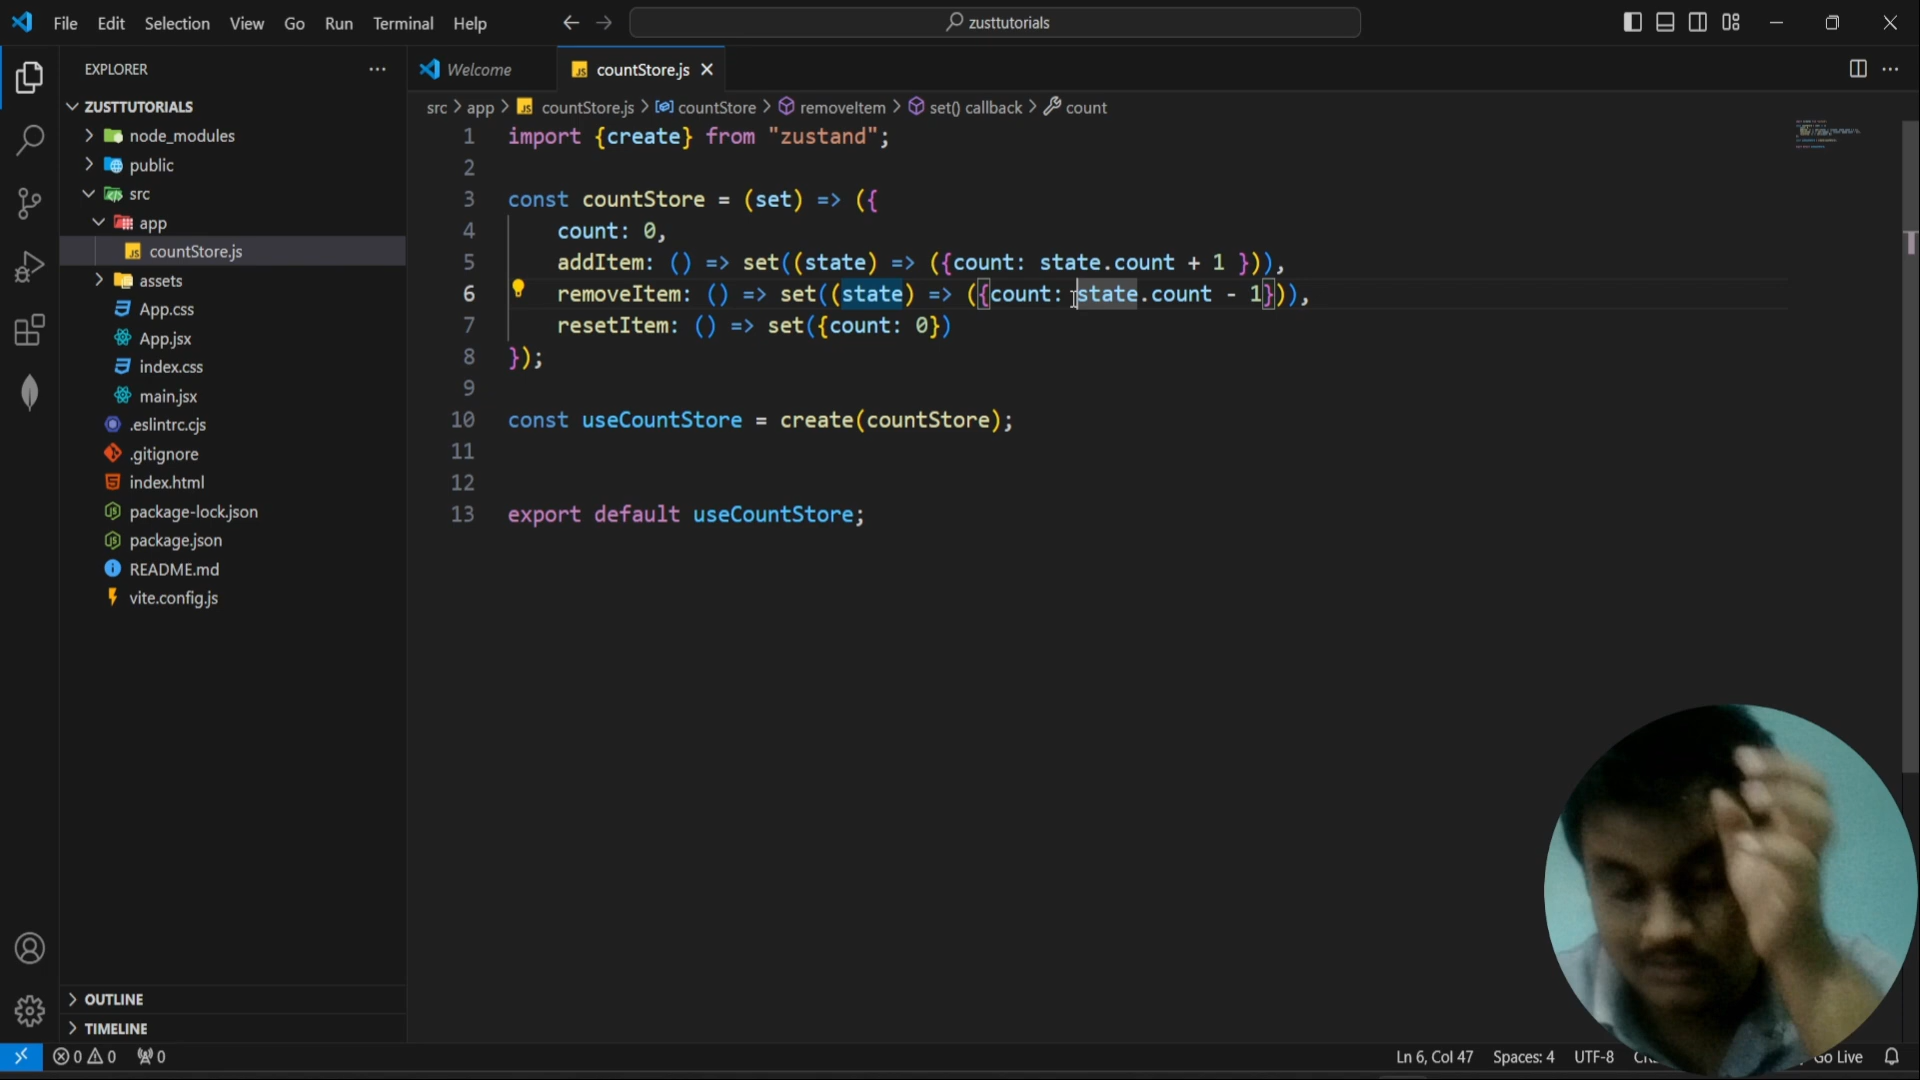 File Edit Selection View Go Run Terminal Help
zusttutorials
EXPLORER
ZUSTTUTORIALS
node_modules
public
src
app
countStore.js
assets
App.css
App.jsx
index.css
main.jsx
.eslintrc.cjs
.gitignore
index.html
package-lock.json
package.json
README.md
vite.config.js
OUTLINE
TIMELINE
Welcome
countStore.js
src > app > countStore.js > countStore > removeItem > set() callback > count
1 import {create} from "zustand";
2
3 const countStore = (set) => ({
4 count: 0,
5 addItem: () => set((state) => ({count: state.count + 1 })),
6 removeItem: () => set((state) => ({count: state.count - 1})),
7 resetItem: () => set({count: 0})
8 });
9
10 const useCountStore = create(countStore);
11
12
13 export default useCountStore;
0 0 0
Ln 6, Col 47 Spaces: 4 UTF-8 Go Live